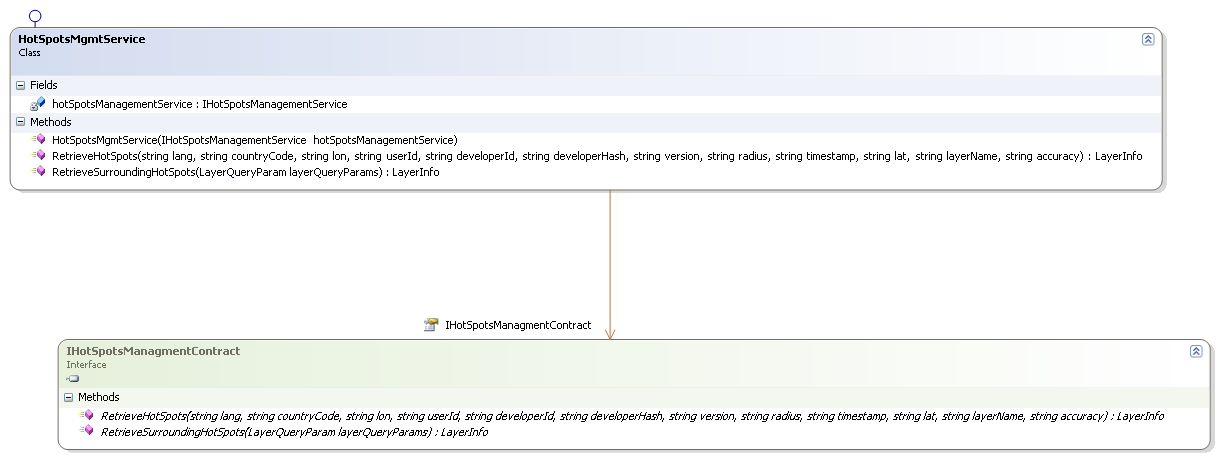 HotSpotsMgmtService
Class
Fields
hotSpotsManagementService : IHotSpotsManagementService
Methods
HotSpotsMgmtService(IHotSpotsManagementService hotSpotsManagementService)
RetrieveHotSpots(string lang, string countryCode, string lon, string userId, string developerId, string developerHash, string version, string radius, string timestamp, string lat, string layerName, string accuracy) : LayerInfo
RetrieveSurroundingHotSpots(LayerQueryParam layerQueryParams) : LayerInfo
IHotSpotsManagmentContract
IHotSpotsManagmentContract
Interface
Methods
RetrieveHotSpots(string lang, string countryCode, string lon, string userId, string developerId, string developerHash, string version, string radius, string timestamp, string lat, string layerName, string accuracy) : LayerInfo
RetrieveSurroundingHotSpots(LayerQueryParam layerQueryParams) : LayerInfo